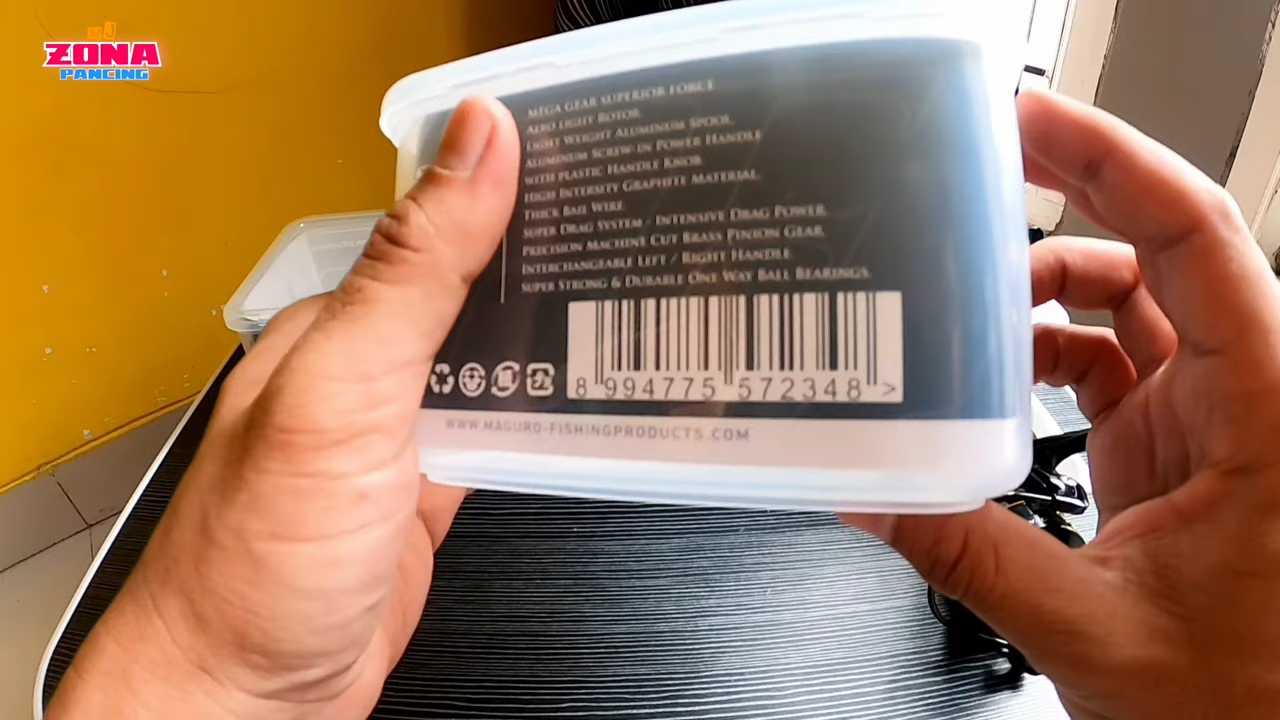 MJ
ZONA
PANCING
MEGA GEAR SUPERIOR FORCE
AERO LIGHT ROTOR
LIGHT WEIGHT ALUMINUM SPOOL
ALUMINUM SCREW-IN POWER HANDLE
WITH PLASTIC HANDLE KNOB
HIGH INTERSITY GRAPHITE MATERIAL
THICK BAIL WIRE
SUPER DRAG SYSTEM - INTENSIVE DRAG POWER.
PRECISION MACHINE CUT BRASS PINION GEAR.
INTERCHANGEABLE LEFT / RIGHT HANDLE
SUPER STRONG & DURABLE ONE WAY BALL BEARINGS.
8 994775 572348 >
WWW.MAGURO-FISHINGPRODUCTS.COM